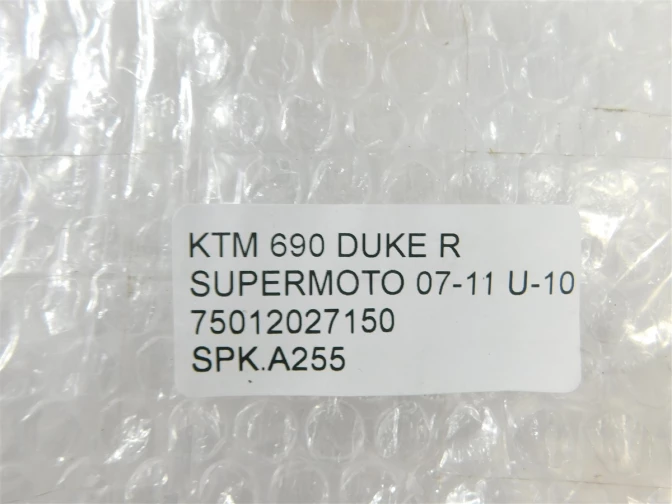 KTM 690 DUKE R
SUPERMOTO 07-11 U-10
75012027150
SPK.A255